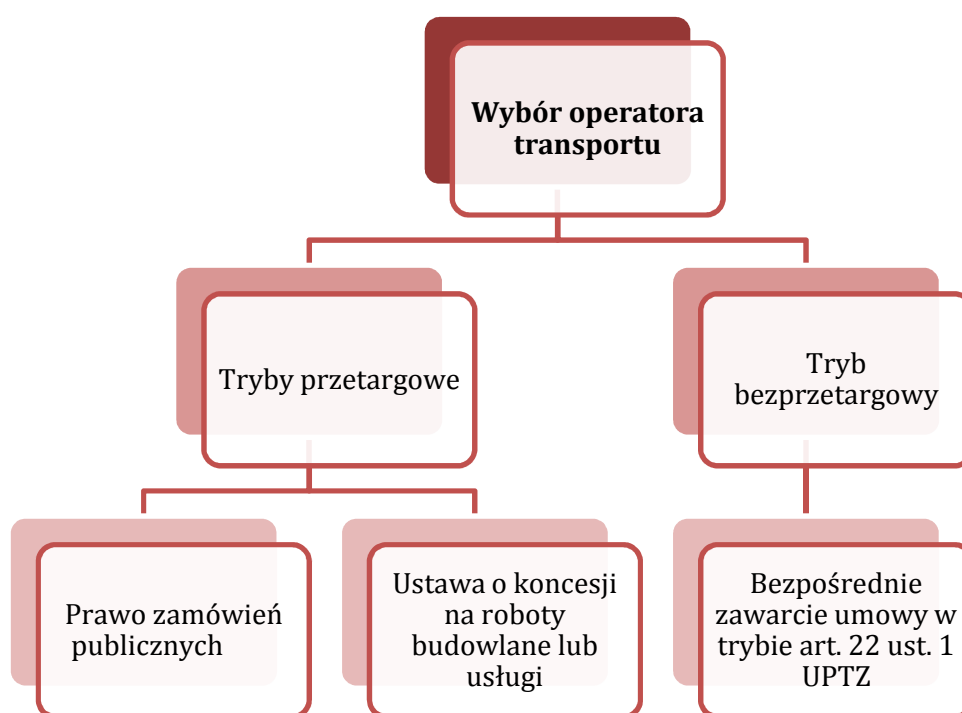 Wybór operatora
transportu
Tryby przetargowe
Tryb
bezprzetargowy
Prawo zamówień
publicznych
Ustawa o koncesji
na roboty
budowlane lub
usługi
Bezpośrednie
zawarcie umowy w
trybie art. 22 ust. 1
UPTZ